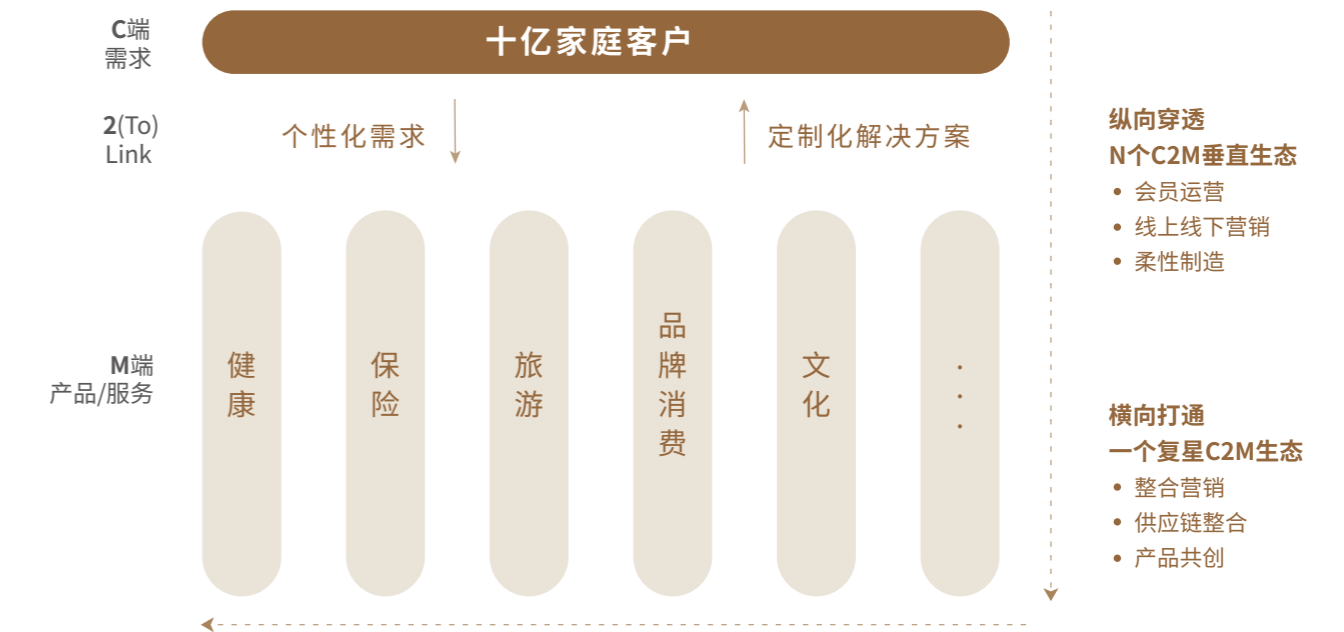 C端
需求
十亿家庭客户
2(To)
Link
个性化需求
定制化解决方案
M端
产品/服务
健康
保险
旅游
品牌消费
文化
· · ·
纵向穿透
N个C2M垂直生态
• 会员运营
• 线上线下营销
• 柔性制造
横向打通
一个复星C2M生态
• 整合营销
• 供应链整合
• 产品共创